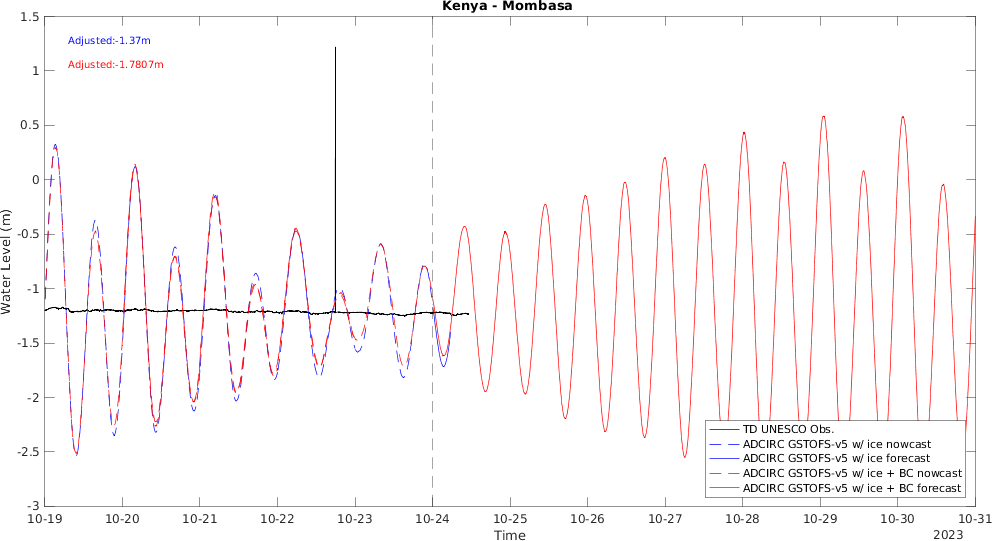 Kenya - Mombasa
Adjusted:-1.37m
Adjusted:-1.7807m
Water Level (m)
1.5
1
0.5
0
-0.5
-1
-1.5
-2
-2.5
-3
TD UNESCO Obs.
ADCIRC GSTOFS-v5 w/ ice nowcast
ADCIRC GSTOFS-v5 w/ ice forecast
ADCIRC GSTOFS-v5 w/ ice + BC nowcast
ADCIRC GSTOFS-v5 w/ ice + BC forecast
10-19 10-20 10-21 10-22 10-23 10-24 10-25 10-26 10-27 10-28 10-29 10-30 10-31
Time
2023